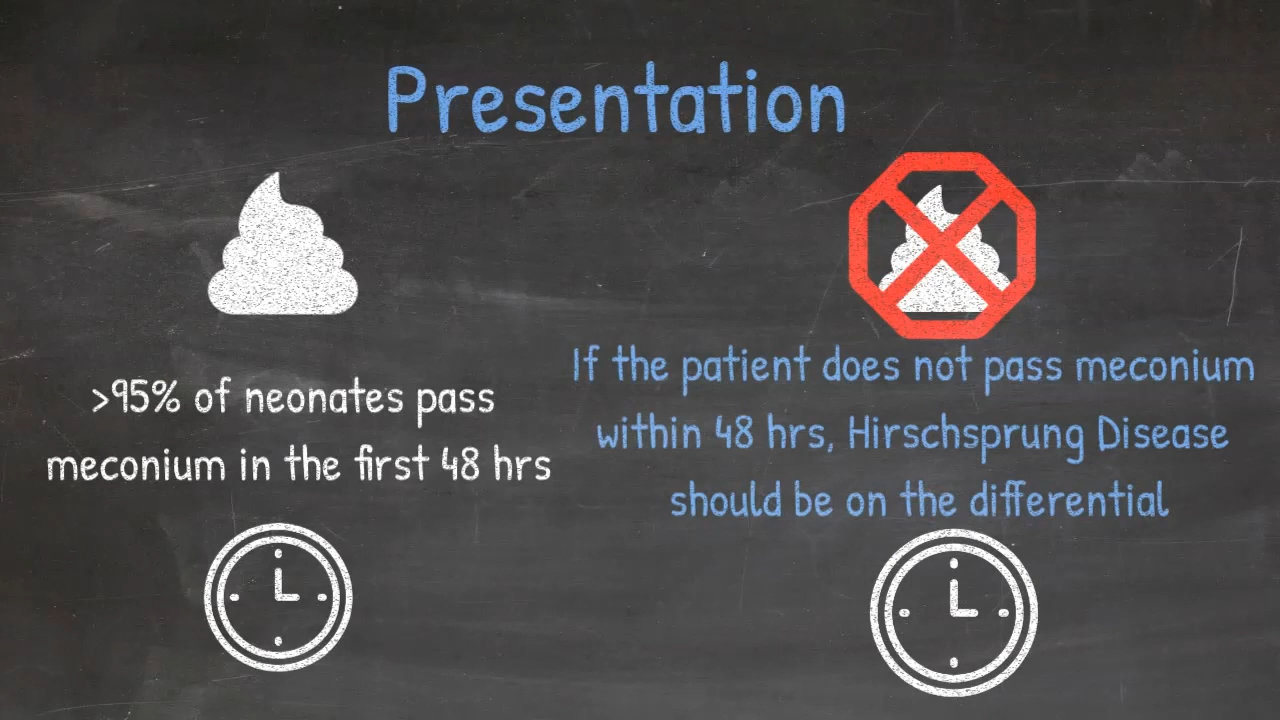 Presentation
>95% of neonates pass
meconium in the first 48 hrs
If the patient does not pass meconium
within 48 hrs, Hirschsprung Disease
should be on the differential